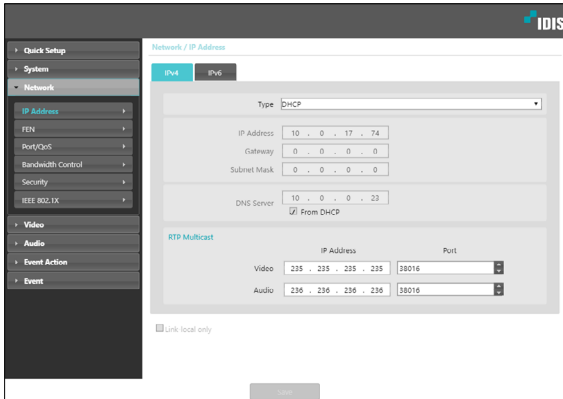 IDIS
Quick Setup
System
Network
IP Address
FEN
Port/QoS
Bandwidth Control
Security
IEEE 802.1X
Video
Audio
Event Action
Event
Network / IP Address
IPv4 IPv6
Type DHCP
IP Address 10 . 0 . 17 . 74
Gateway 0 . 0 . 0 . 0
Subnet Mask 0 . 0 . 0 . 0
DNS Server 10 . 0 . 0 . 23
From DHCP
RTP Multicast
IP Address Port
Video 235 . 235 . 235 . 235 38016
Audio 236 . 236 . 236 . 236 38016
Link-local only
SAVE